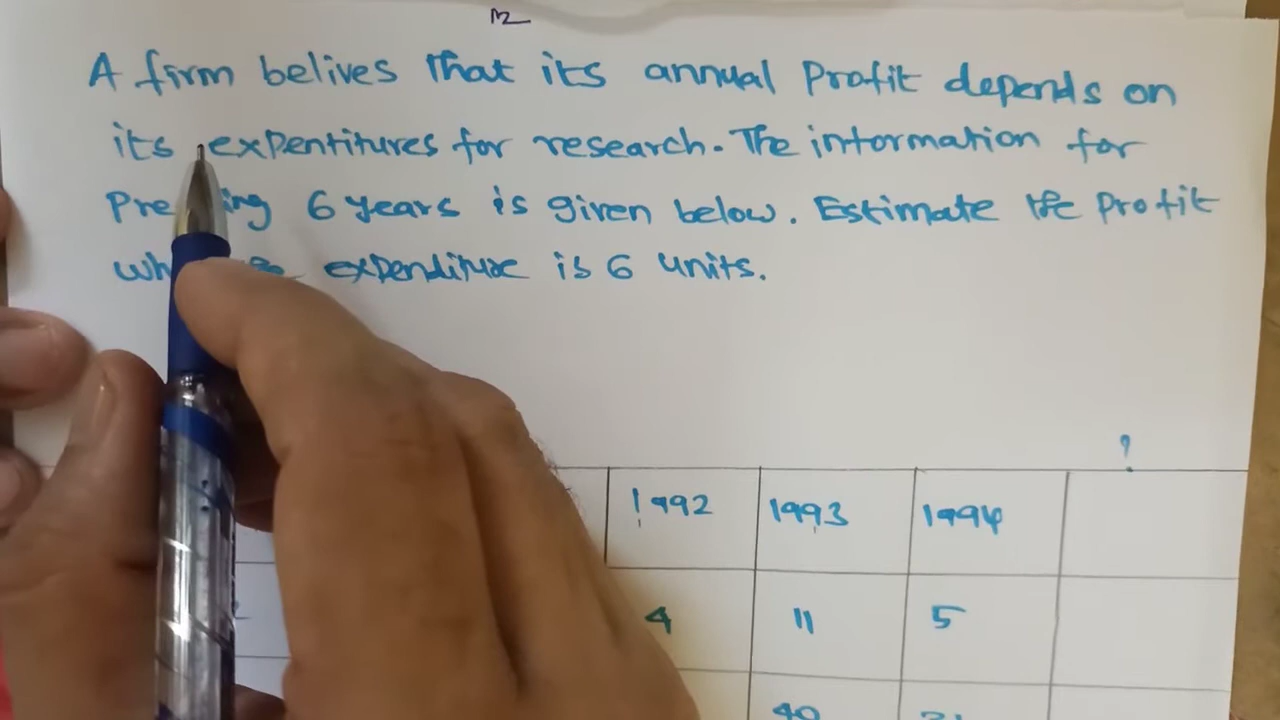 A firm belives that its annual Profit depends on
its expentitures for research. The information for
6 years is given below. Estimate the profit
expenditure is 6 units.
?
1992 1993 1994
4 11 5
40